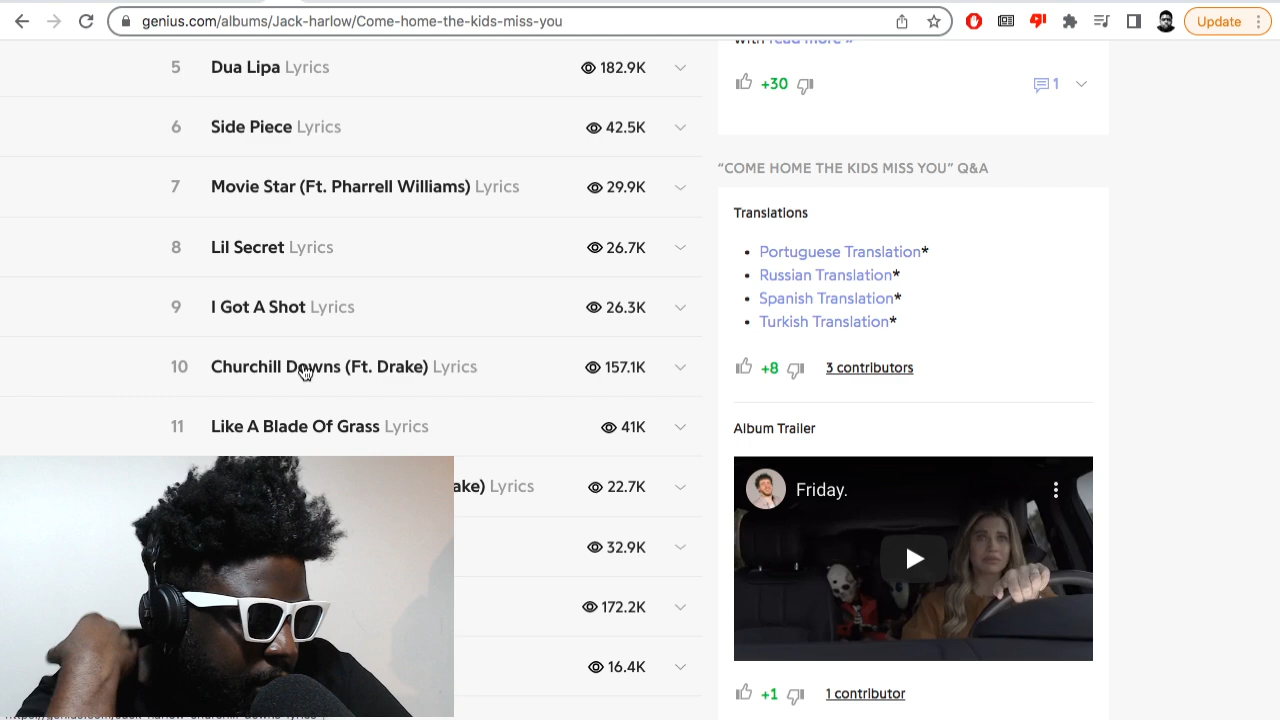 genius.com/albums/Jack-harlow/Come-home-the-kids-miss-you
Update
5 Dua Lipa Lyrics 182.9K
6 Side Piece Lyrics 42.5K
7 Movie Star (Ft. Pharrell Williams) Lyrics 29.9K
8 Lil Secret Lyrics 26.7K
9 I Got A Shot Lyrics 26.3K
10 Churchill Downs (Ft. Drake) Lyrics 157.1K
11 Like A Blade Of Grass Lyrics 41K
ake) Lyrics 22.7K
32.9K
172.2K
16.4K
with read more »
+30
1
“COME HOME THE KIDS MISS YOU” Q&A
Translations
• Portuguese Translation*
• Russian Translation*
• Spanish Translation*
• Turkish Translation*
+8 3 contributors
Album Trailer
Friday.
+1 1 contributor